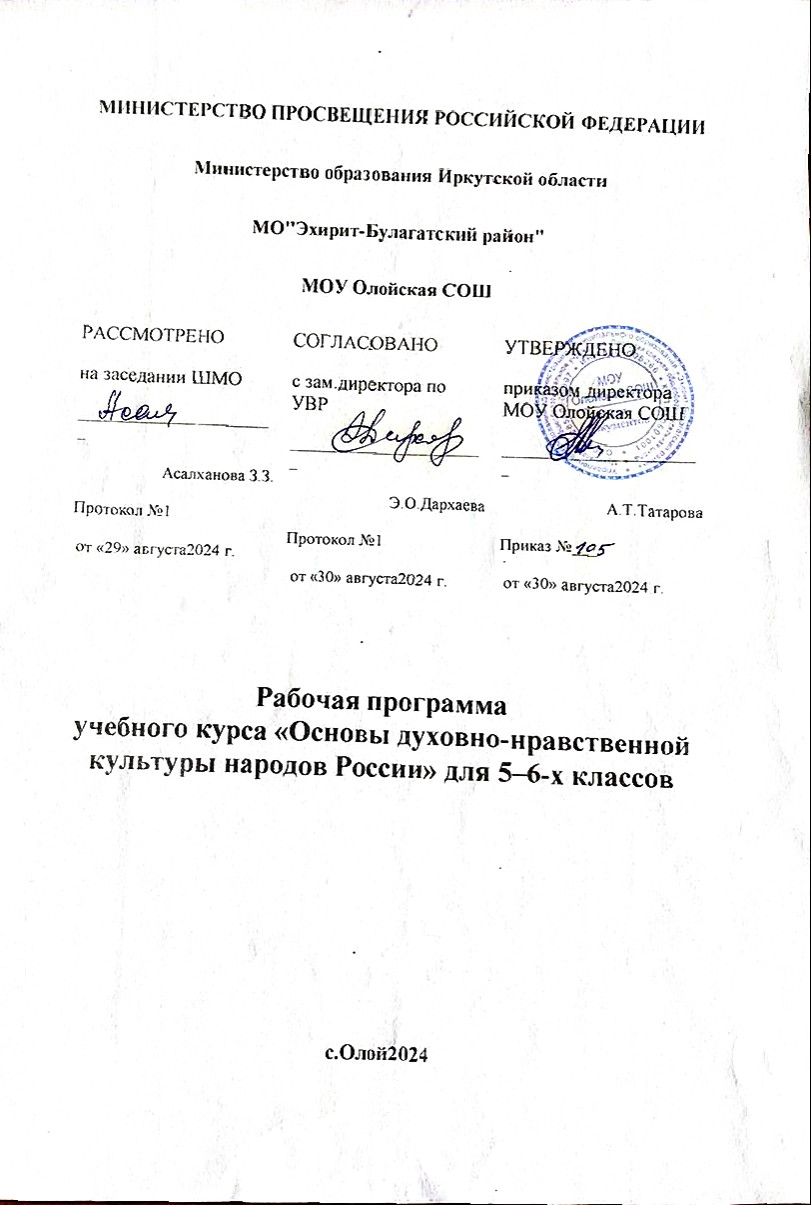 МИНИСТЕРСТВО ПРОСВЕЩЕНИЯ РОССИЙСКОЙ ФЕДЕРАЦИИ
Министерство образования Иркутской области
МО"Эхирит-Булагатский район"
МОУ Олойская СОШ
РАССМОТРЕНО
на заседании ШМО
Асалханова З.З.
Протокол №1
от «29» августа2024 г.
СОГЛАСОВАНО
с зам.директора по
УВР
Э.О.Дархаева
Протокол №1
от «30» августа2024 г.
УТВЕРЖДЕНО
приказом директора
МОУ Олойская СОШ
А.Т.Татарова
Приказ № 105
от «30» августа2024 г.
Рабочая программа
учебного курса «Основы духовно-нравственной
культуры народов России» для 5–6-х классов
с.Олой2024